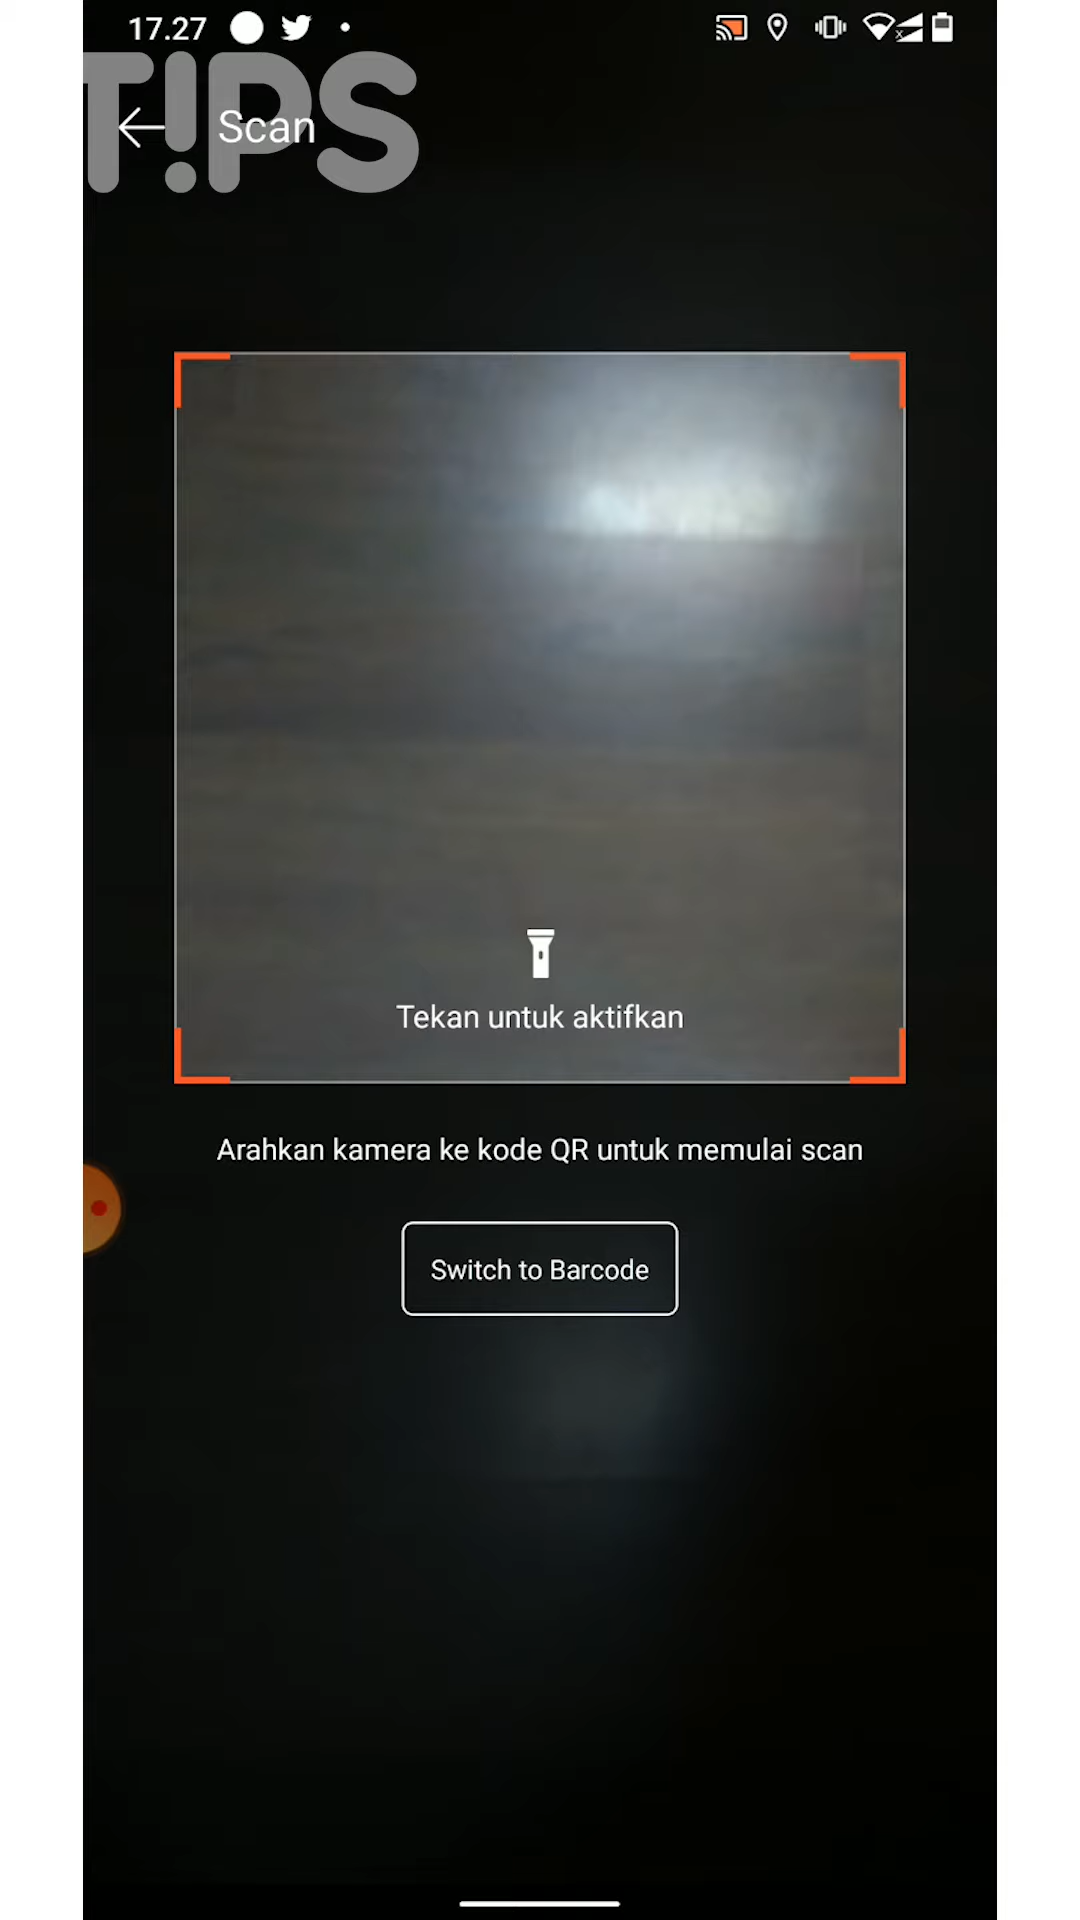 17.27
T!PS
Scan
Tekan untuk aktifkan
Arahkan kamera ke kode QR untuk memulai scan
Switch to Barcode